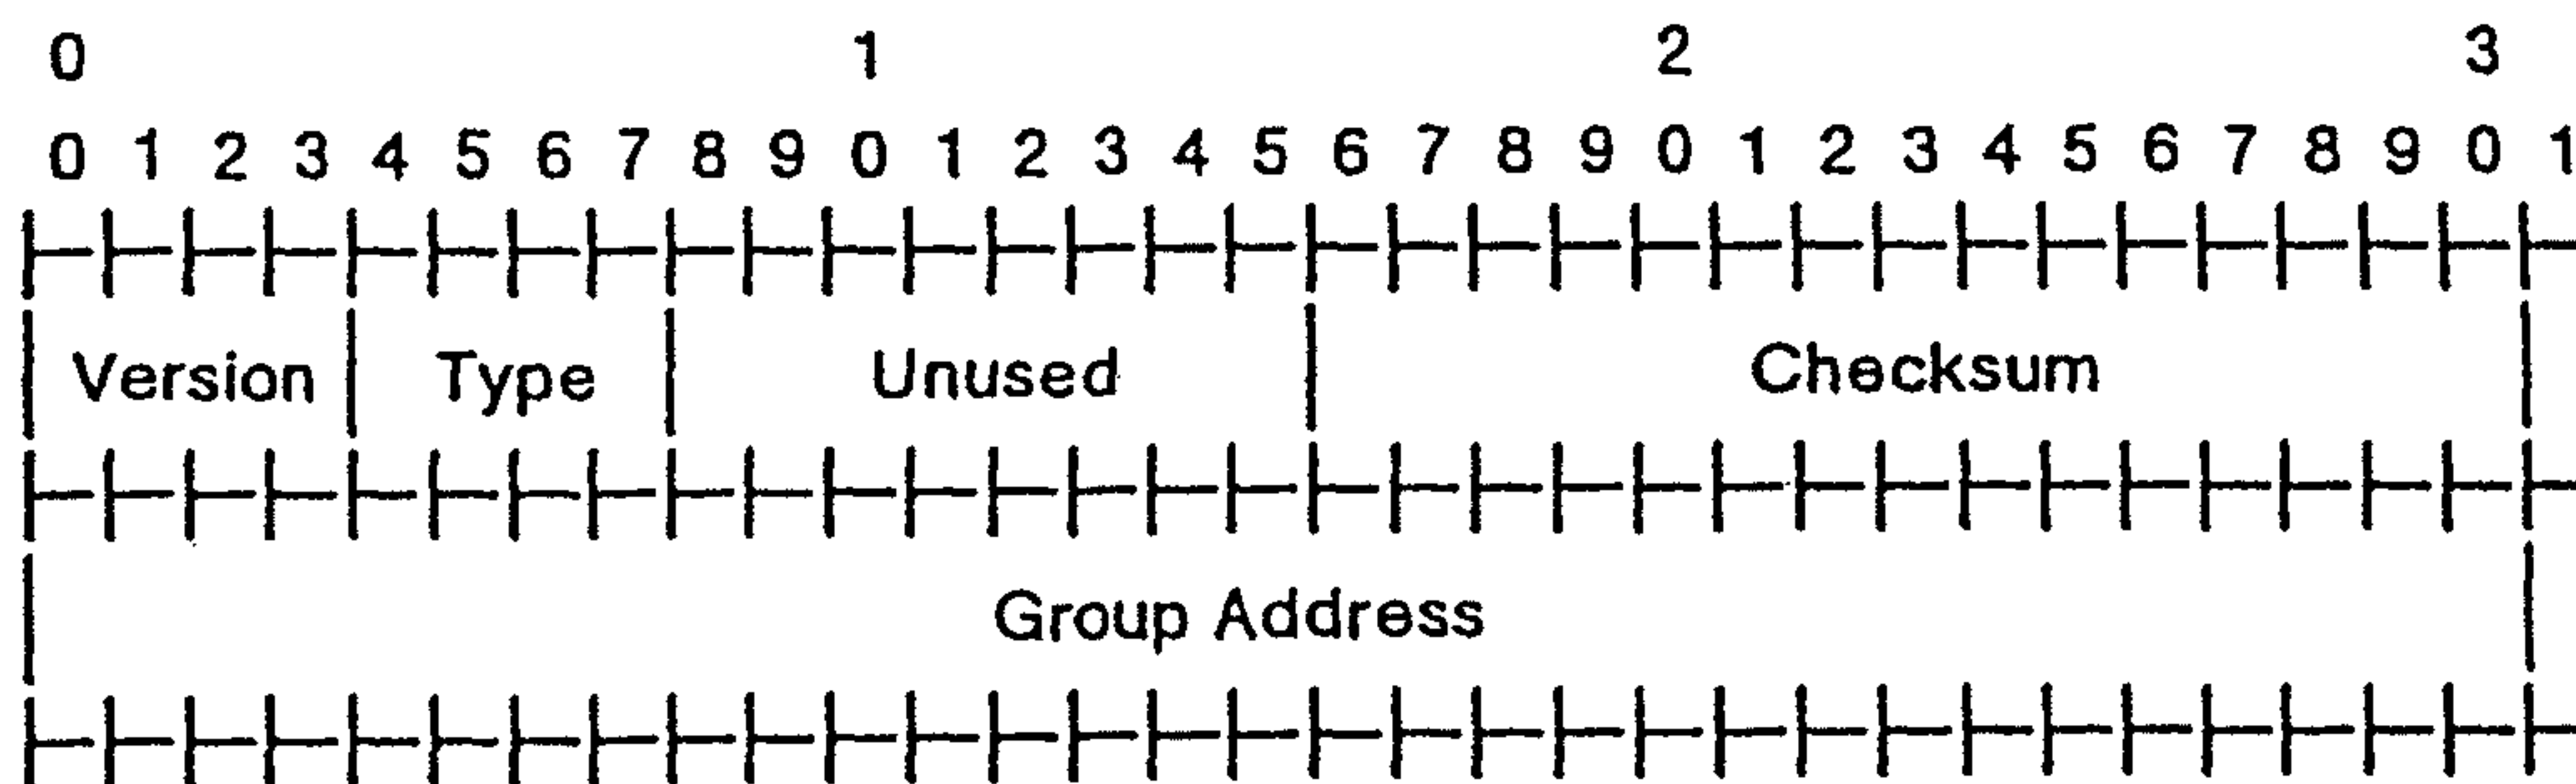 0 1 2 3
0 1 2 3 4 5 6 7 8 9 0 1 2 3 4 5 6 7 8 9 0 1 2 3 4 5 6 7 8 9 0 1
Version Type Unused Checksum
Group Address